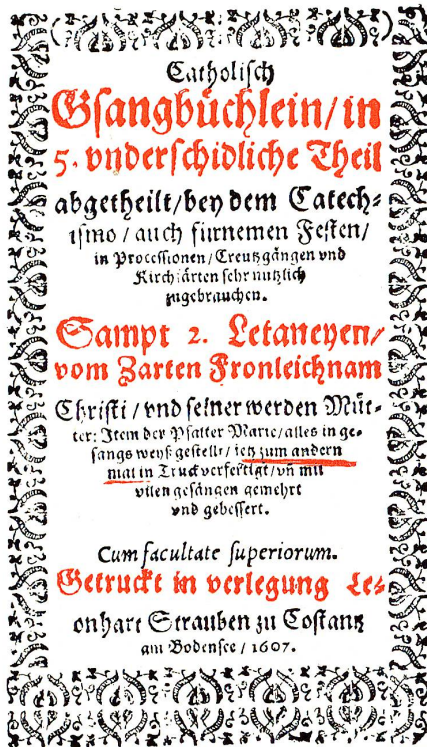 Catholisch
Gsangbüchlein/in
5. vnderschidliche Theil
abgetheilt/bey dem Catech-
ismo / auch fürnemen Festen/
in Processionen/Creutzgängen vnd
Kirchfärten sehr nutzlich
zugebrauchen.
Sampt 2. Letaneyen/
vom Zarten Fronleichnam
Christi / vnd seiner werden Müt-
ter: Item der Psalter Marie/alles in ge-
sangs weyß gestellt/ ietz zum andern
mal in Truck verfertigt/ vn̄ mit
vilen gesängen gemehrt
vnd gebessert.
Cum facultate superiorum.
Getruckt in verlegung Le-
onhart Strauben zu Costantz
am Bodensee / 1607.